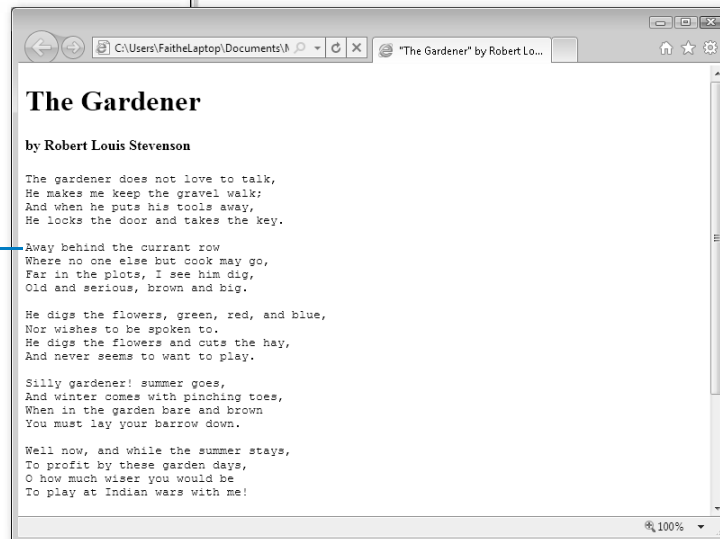 C:\Users\FaitheLaptop\Documents\
"The Gardener" by Robert Lo...
The Gardener
by Robert Louis Stevenson
The gardener does not love to talk,
He makes me keep the gravel walk;
And when he puts his tools away,
He locks the door and takes the key.
Away behind the currant row
Where no one else but cook may go,
Far in the plots, I see him dig,
Old and serious, brown and big.
He digs the flowers, green, red, and blue,
Nor wishes to be spoken to.
He digs the flowers and cuts the hay,
And never seems to want to play.
Silly gardener! summer goes,
And winter comes with pinching toes,
When in the garden bare and brown
You must lay your barrow down.
Well now, and while the summer stays,
To profit by these garden days,
O how much wiser you would be
To play at Indian wars with me!
100%